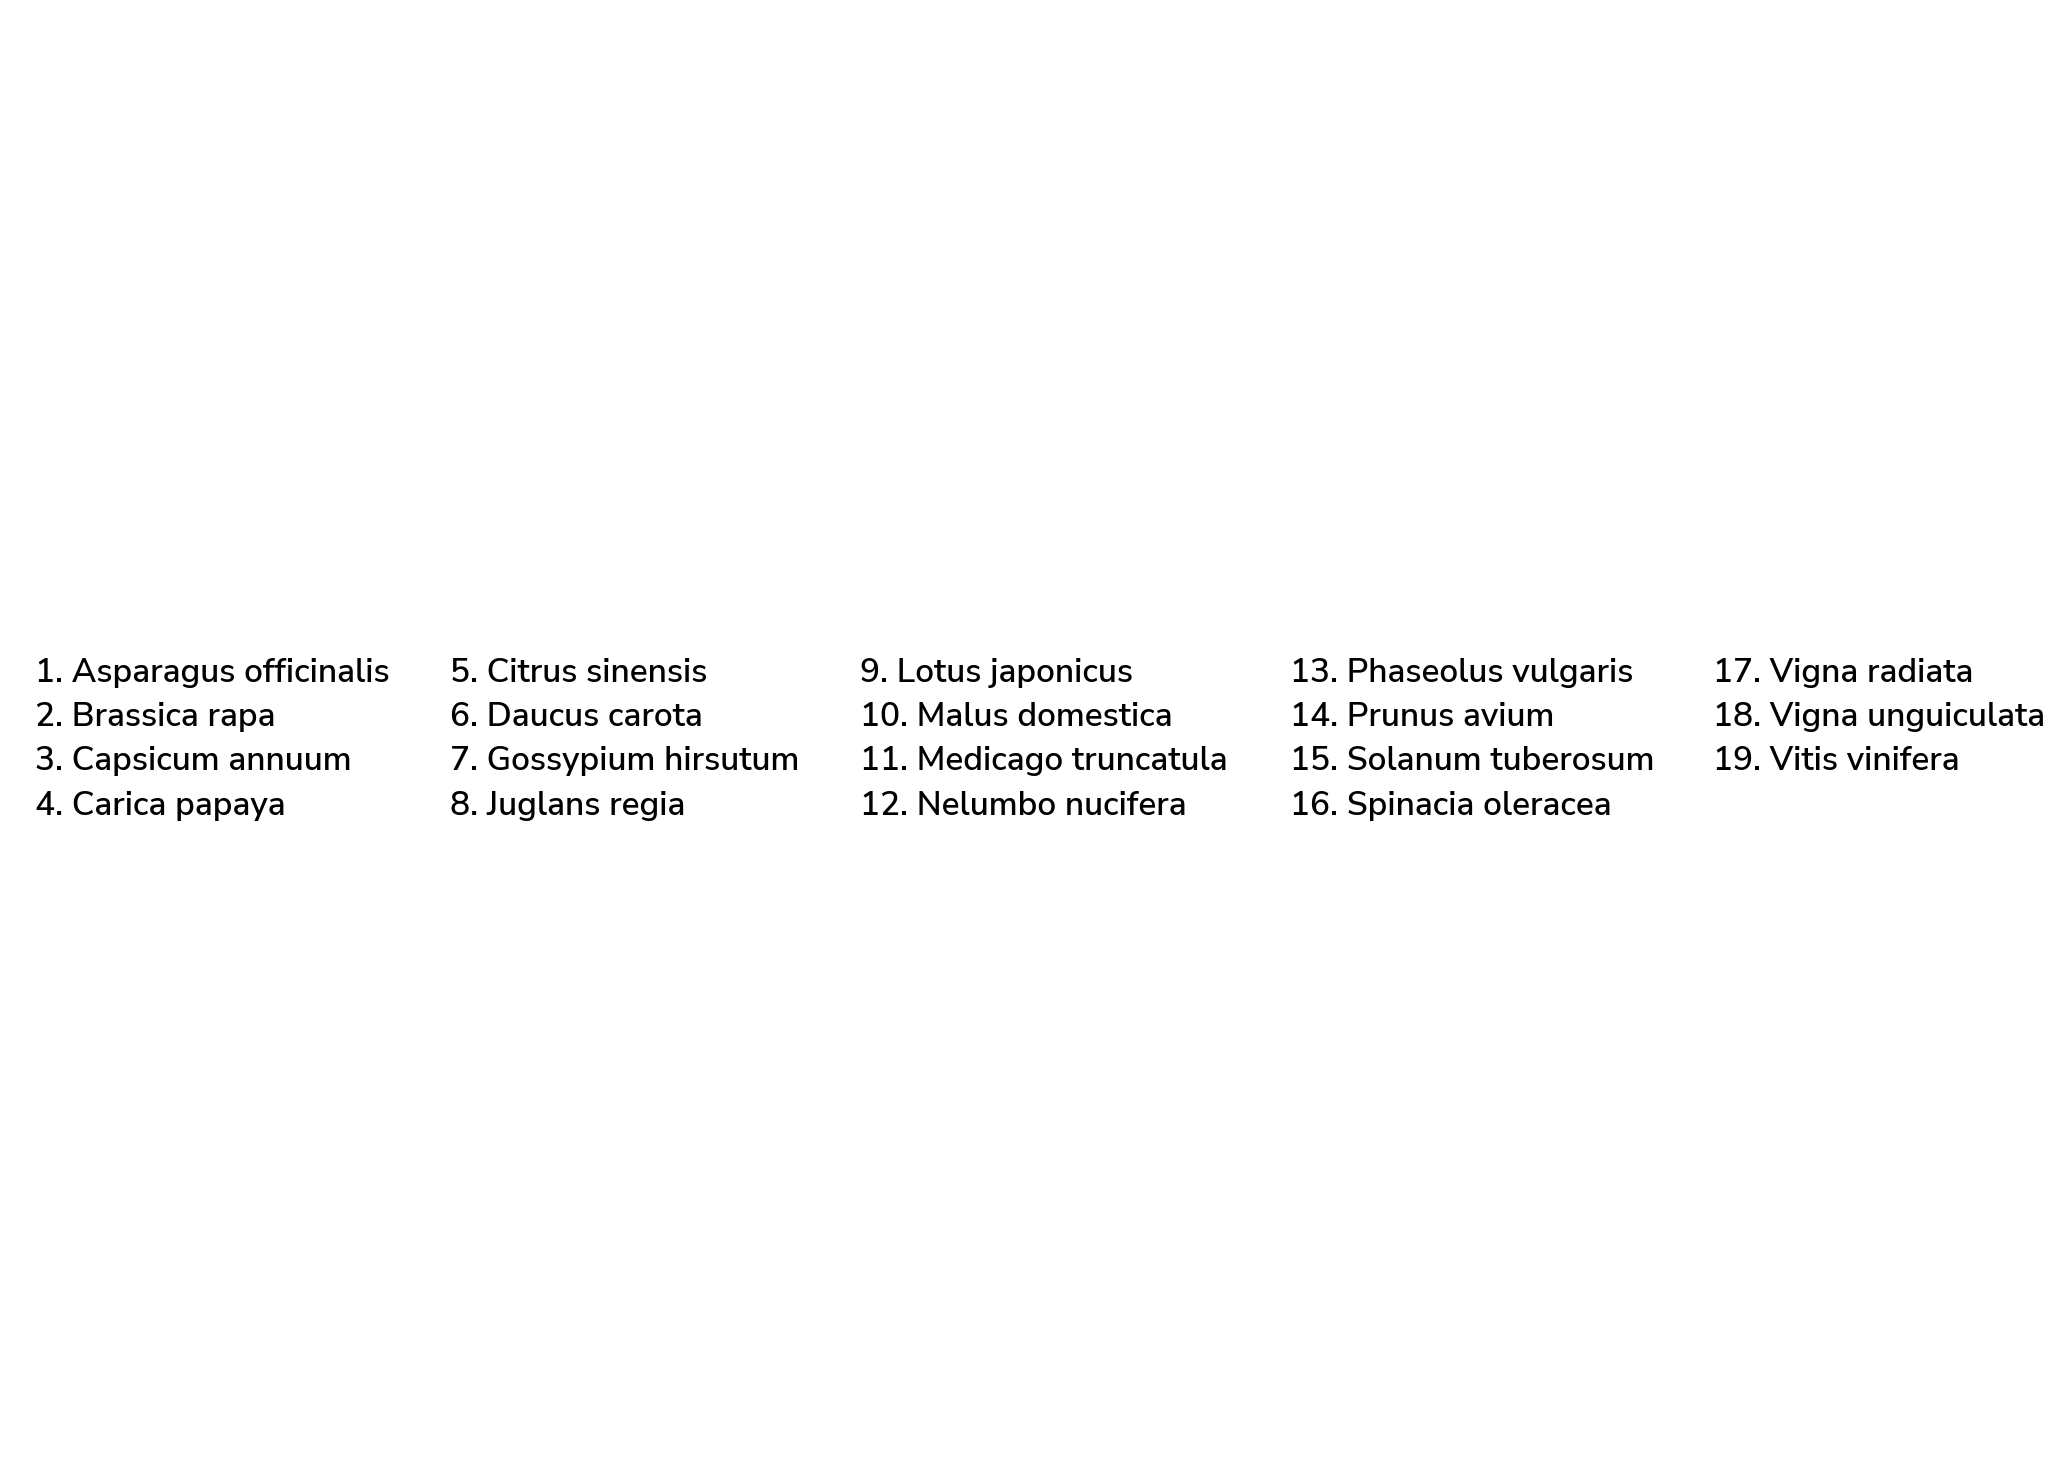 1. Asparagus officinalis
2. Brassica rapa
3. Capsicum annuum
4. Carica papaya
5. Citrus sinensis
6. Daucus carota
7. Gossypium hirsutum
8. Juglans regia
9. Lotus japonicus
10. Malus domestica
11. Medicago truncatula
12. Nelumbo nucifera
13. Phaseolus vulgaris
14. Prunus avium
15. Solanum tuberosum
16. Spinacia oleracea
17. Vigna radiata
18. Vigna unguiculata
19. Vitis vinifera